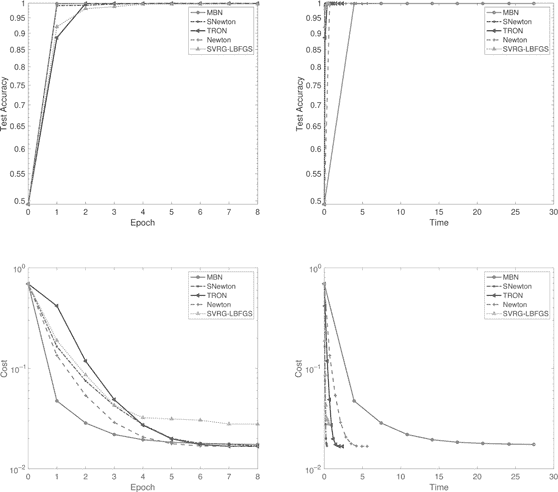 1
0.95
0.9
0.85
0.8
0.75
0.7
0.65
0.6
0.55
0.5
Test Accuracy
0 1 2 3 4 5 6 7 8
Epoch
MBN
SNewton
TRON
Newton
SVRG-LBFGS
1
0.95
0.9
0.85
0.8
0.75
0.7
0.65
0.6
0.55
0.5
Test Accuracy
0 5 10 15 20 25 30
Time
MBN
SNewton
TRON
Newton
SVRG-LBFGS
10^0
10^-1
10^-2
Cost
0 1 2 3 4 5 6 7 8
Epoch
MBN
SNewton
TRON
Newton
SVRG-LBFGS
10^0
10^-1
10^-2
Cost
0 5 10 15 20 25 30
Time
MBN
SNewton
TRON
Newton
SVRG-LBFGS